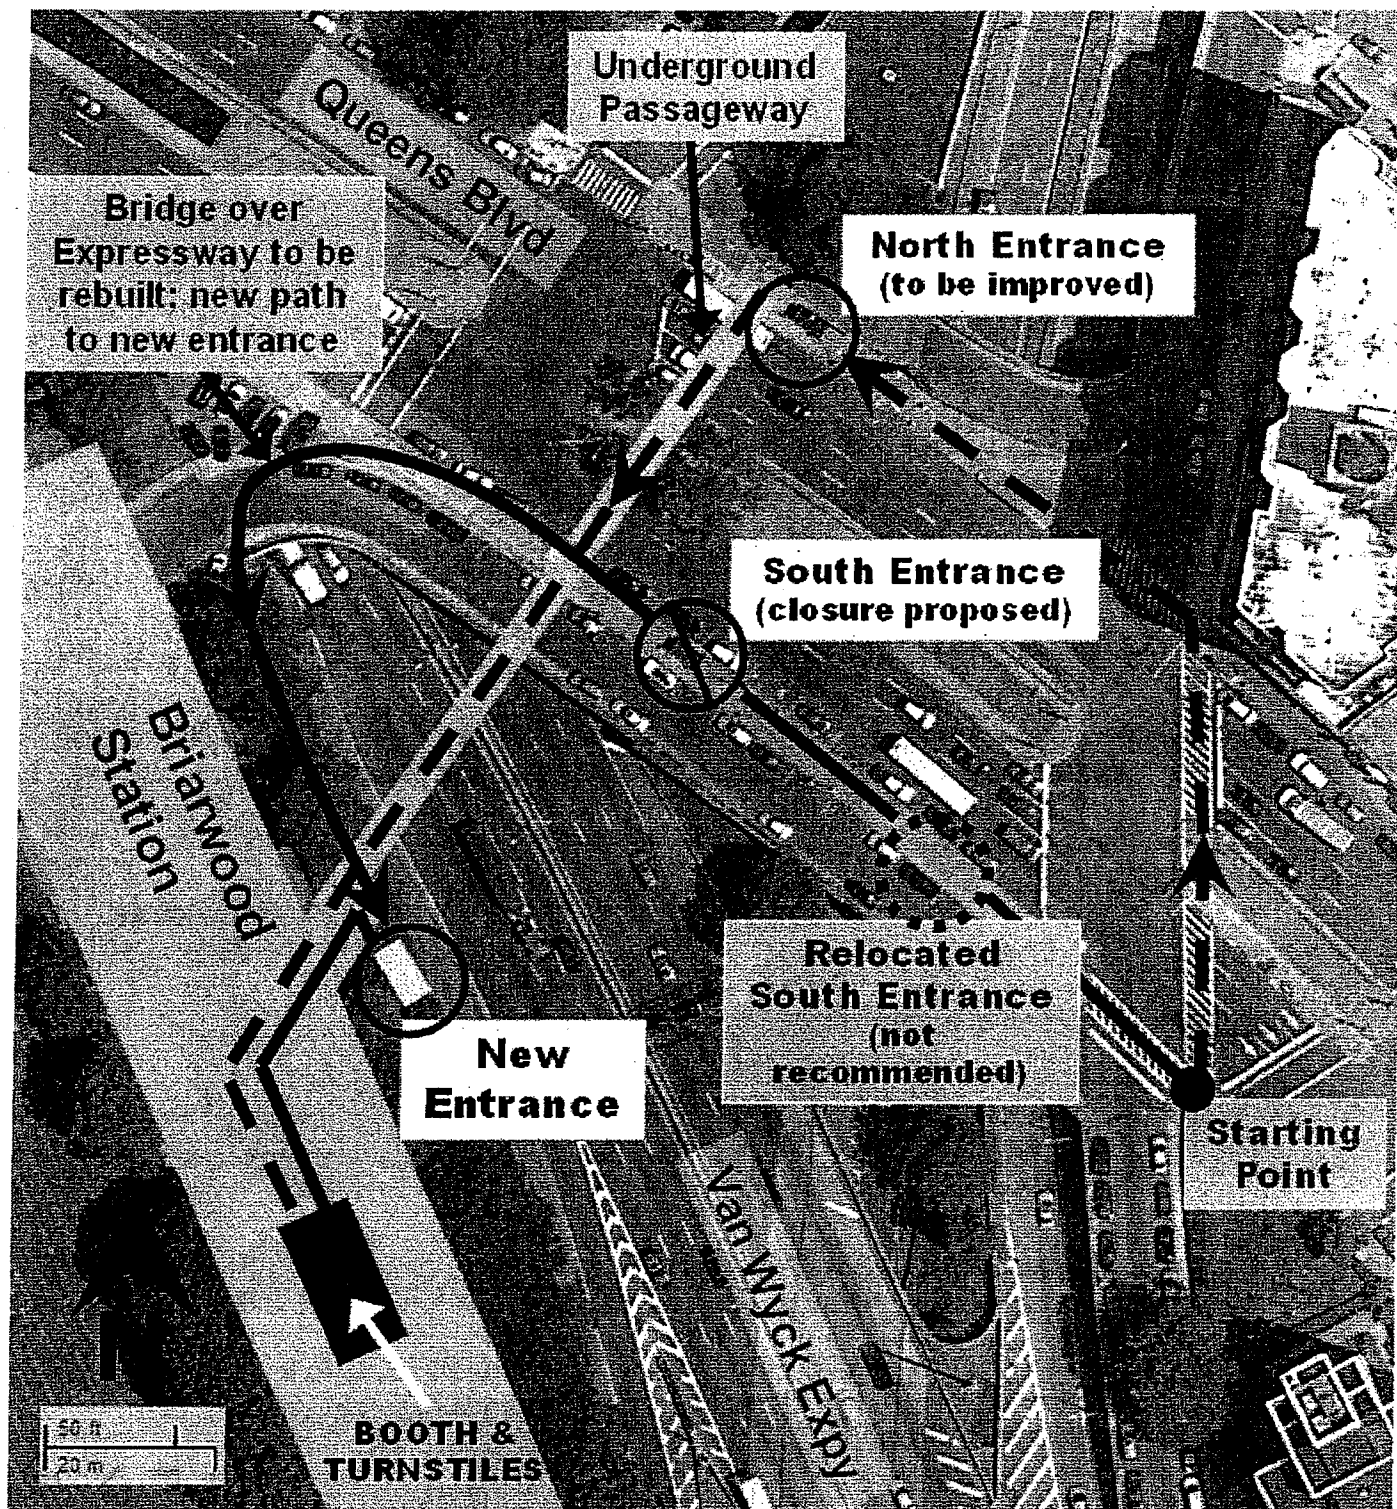 Underground
Passageway
Queens Blvd
Bridge over
Expressway to be
rebuilt: new path
to new entrance
North Entrance
(to be improved)
South Entrance
(closure proposed)
Briarwood
Station
Relocated
South Entrance
(not
recommended)
New
Entrance
Starting
Point
Van Wyck Expy
BOOTH &
TURNSTILES
50 ft
20 m